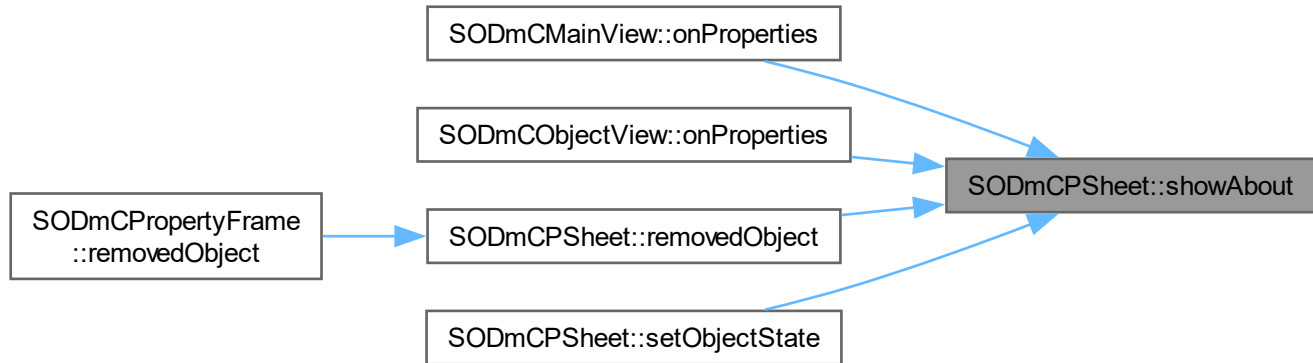 SODmCMainView::onProperties
SODmCObjectView::onProperties
SODmCPSheet::showAbout
SODmCPropertyFrame
::removedObject
SODmCPSheet::removedObject
SODmCPSheet::setObjectState